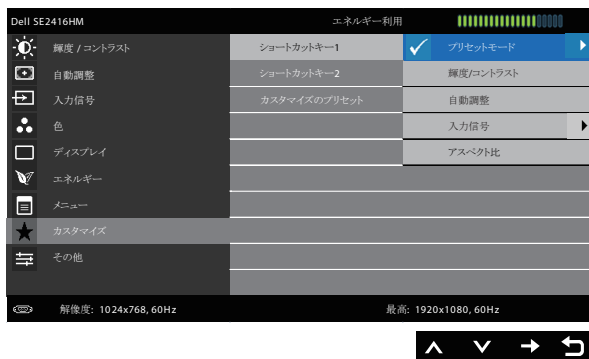 Dell SE2416HM エネルギー利用
輝度 / コントラスト ショートカットキー1 プリセットモード
自動調整 ショートカットキー2 輝度/コントラスト
入力信号 カスタマイズのプリセット 自動調整
色 入力信号
ディスプレイ アスペクト比
エネルギー
メニュー
カスタマイズ
その他
解像度: 1024x768, 60Hz 最高: 1920x1080, 60Hz